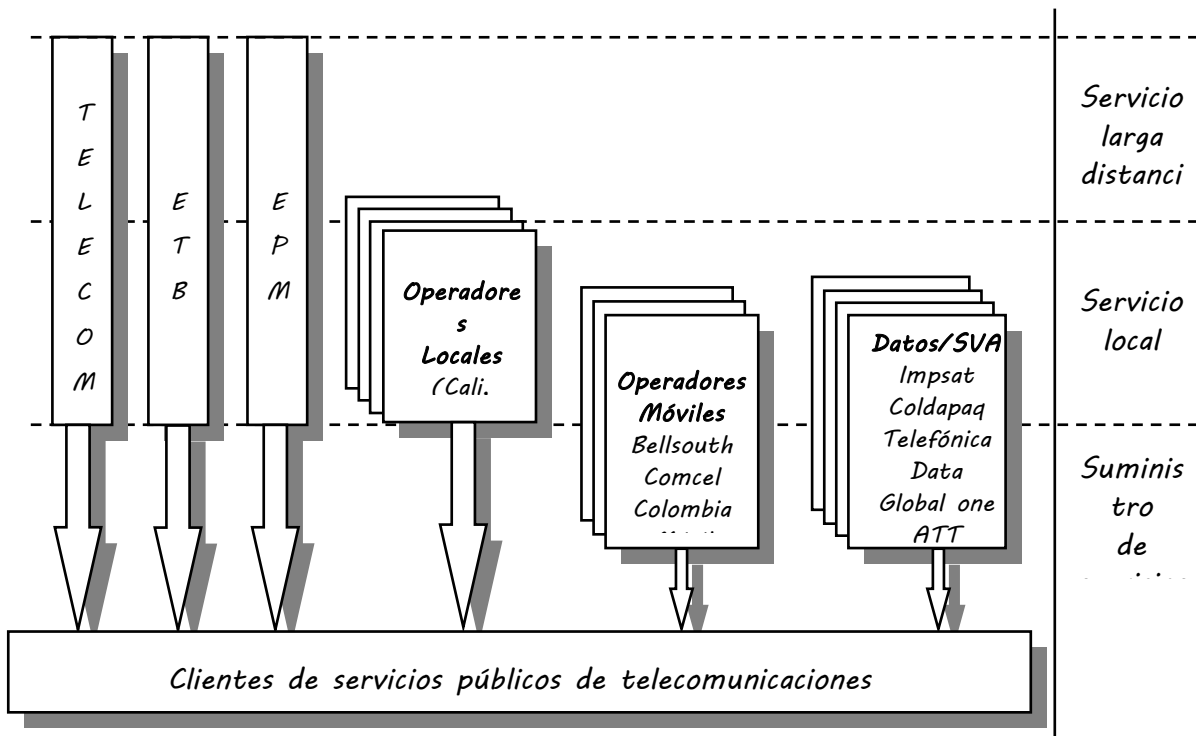 T
E
L
E
C
O
M
E
T
B
E
P
M
Operadore
s
Locales
(Cali.
Operadores
Móviles
Bellsouth
Comcel
Colombia
Datos/SVA
Impsat
Coldapaq
Telefónica
Data
Global one
ATT
Servicio
larga
distanci
Servicio
local
Suminis
tro
de
Clientes de servicios públicos de telecomunicaciones